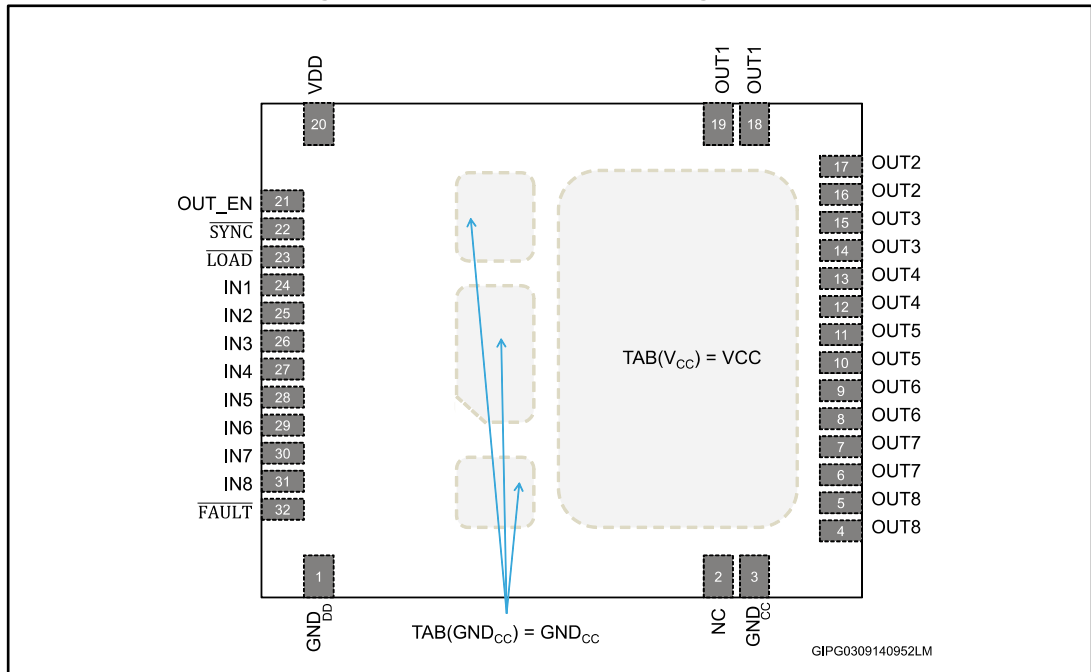 VDD
OUT1
OUT1
20
19
18
17 OUT2
16 OUT2
15 OUT3
14 OUT3
13 OUT4
12 OUT4
11 OUT5
10 OUT5
9 OUT6
8 OUT6
7 OUT7
6 OUT7
5 OUT8
4 OUT8
OUT_EN 21
SYNC 22
LOAD 23
IN1 24
IN2 25
IN3 26
IN4 27
IN5 28
IN6 29
IN7 30
IN8 31
FAULT 32
TAB(VCC) = VCC
1
2
3
GNDDD
NC
GNDCC
TAB(GNDCC) = GNDCC
GIPG0309140952LM